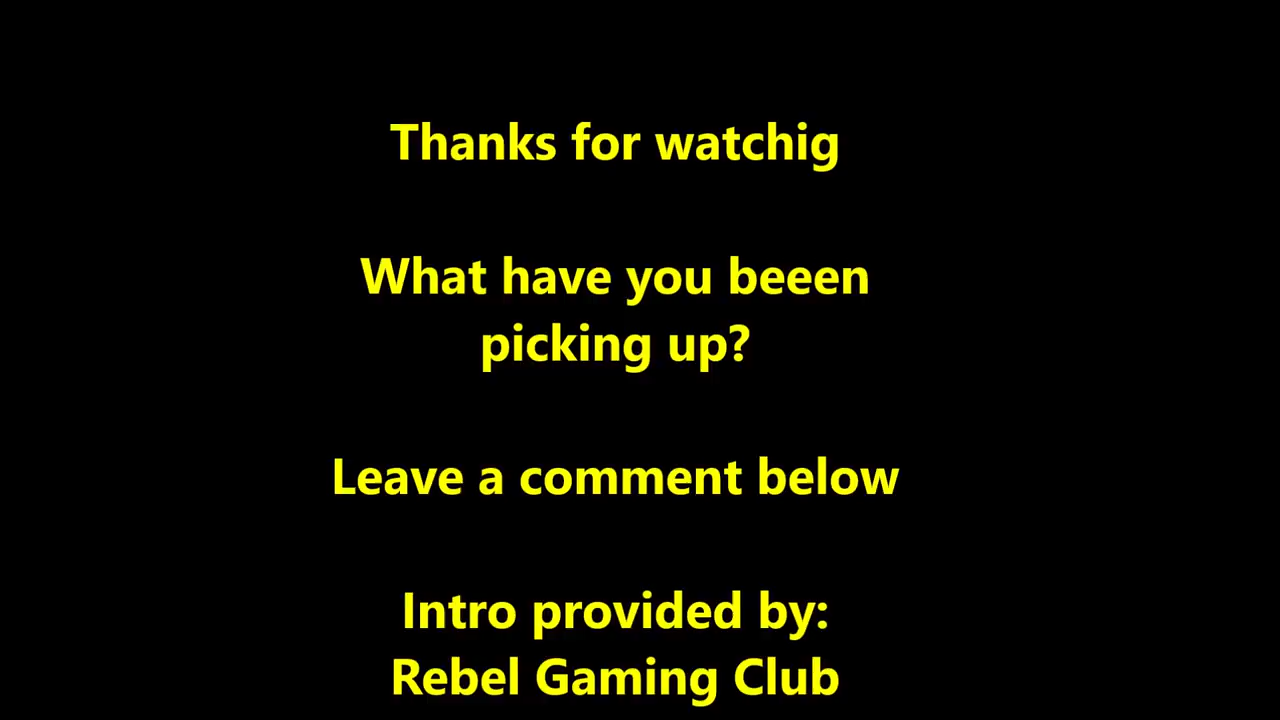 Thanks for watchig
What have you beeen
picking up?
Leave a comment below
Intro provided by:
Rebel Gaming Club